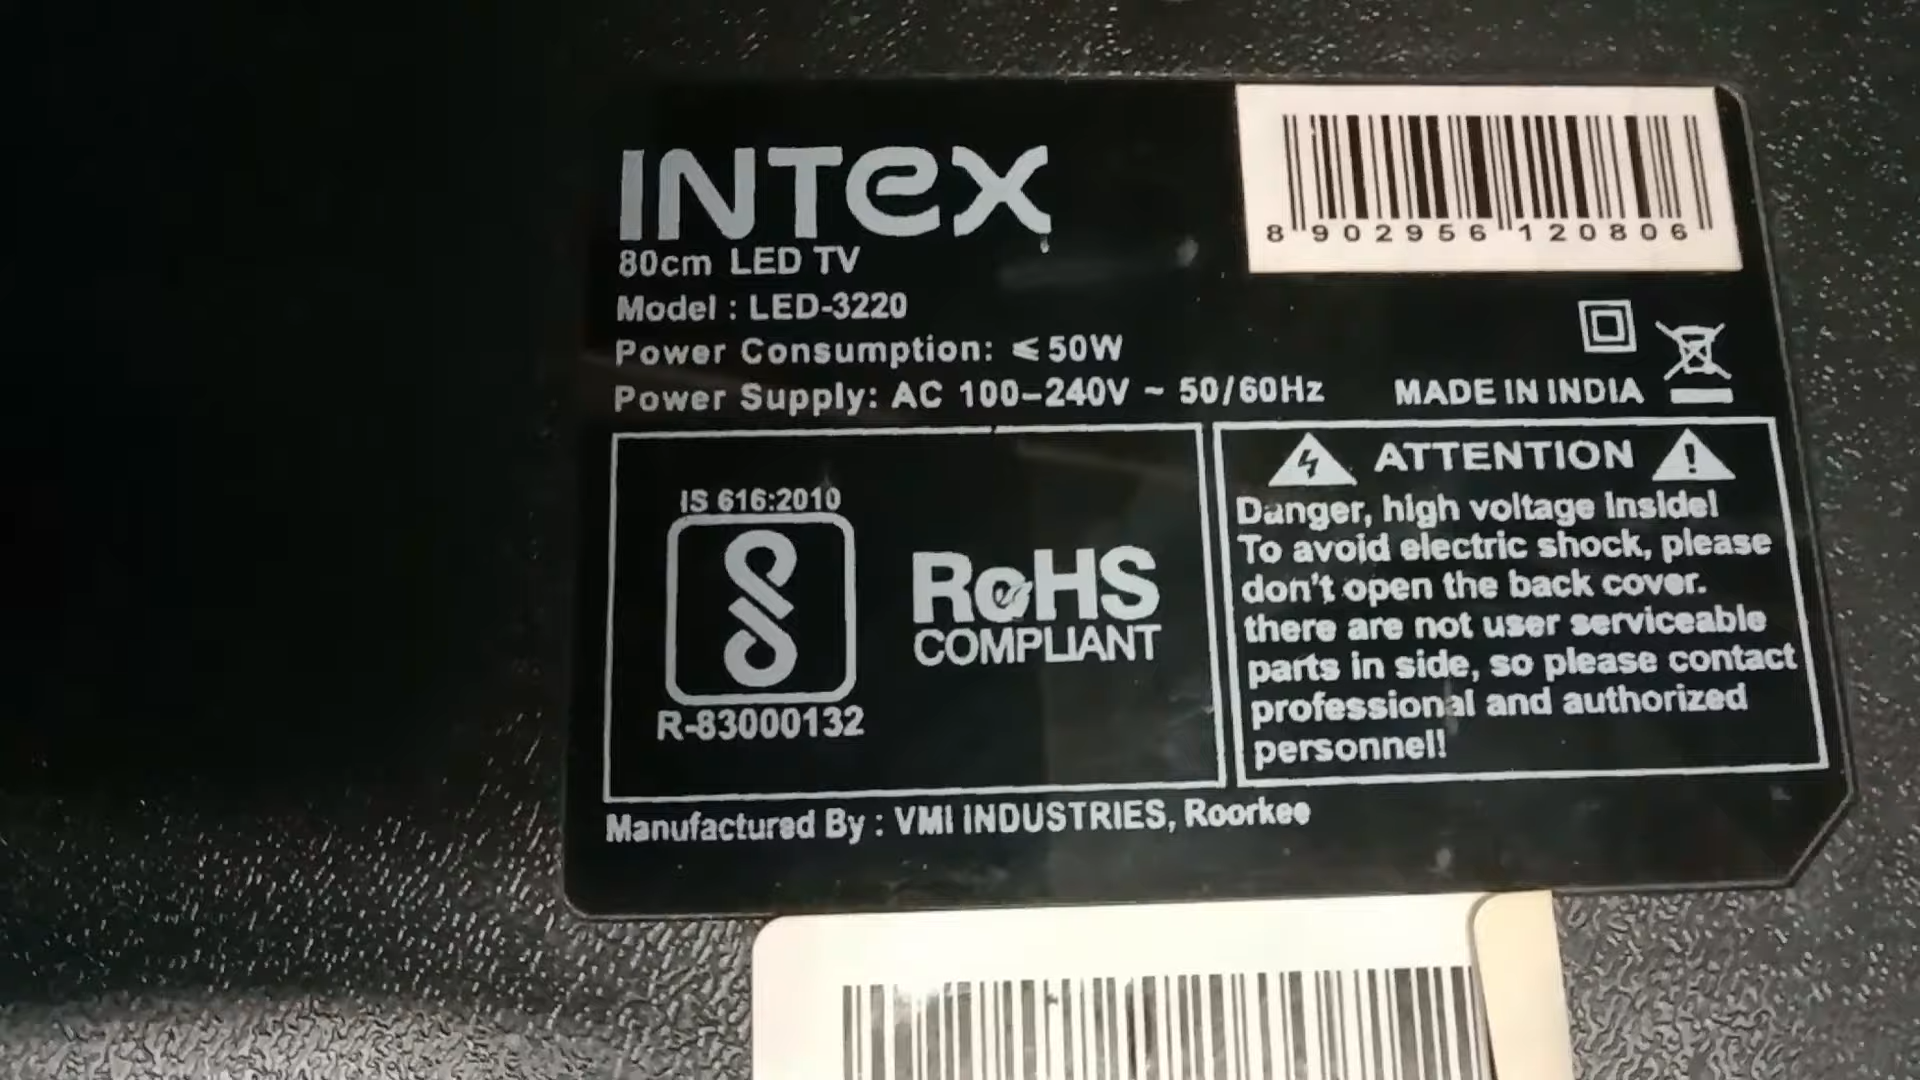 INTEX
80cm LED TV
Model : LED-3220
Power Consumption: ⩽ 50W
Power Supply: AC 100–240V ~ 50/60Hz
8 902956 120806
MADE IN INDIA
IS 616:2010
R-83000132
RoHS
COMPLIANT
ATTENTION
Danger, high voltage inside!
To avoid electric shock, please
don't open the back cover.
there are not user serviceable
parts in side, so please contact
professional and authorized
personnel!
Manufactured By : VMI INDUSTRIES, Roorkee